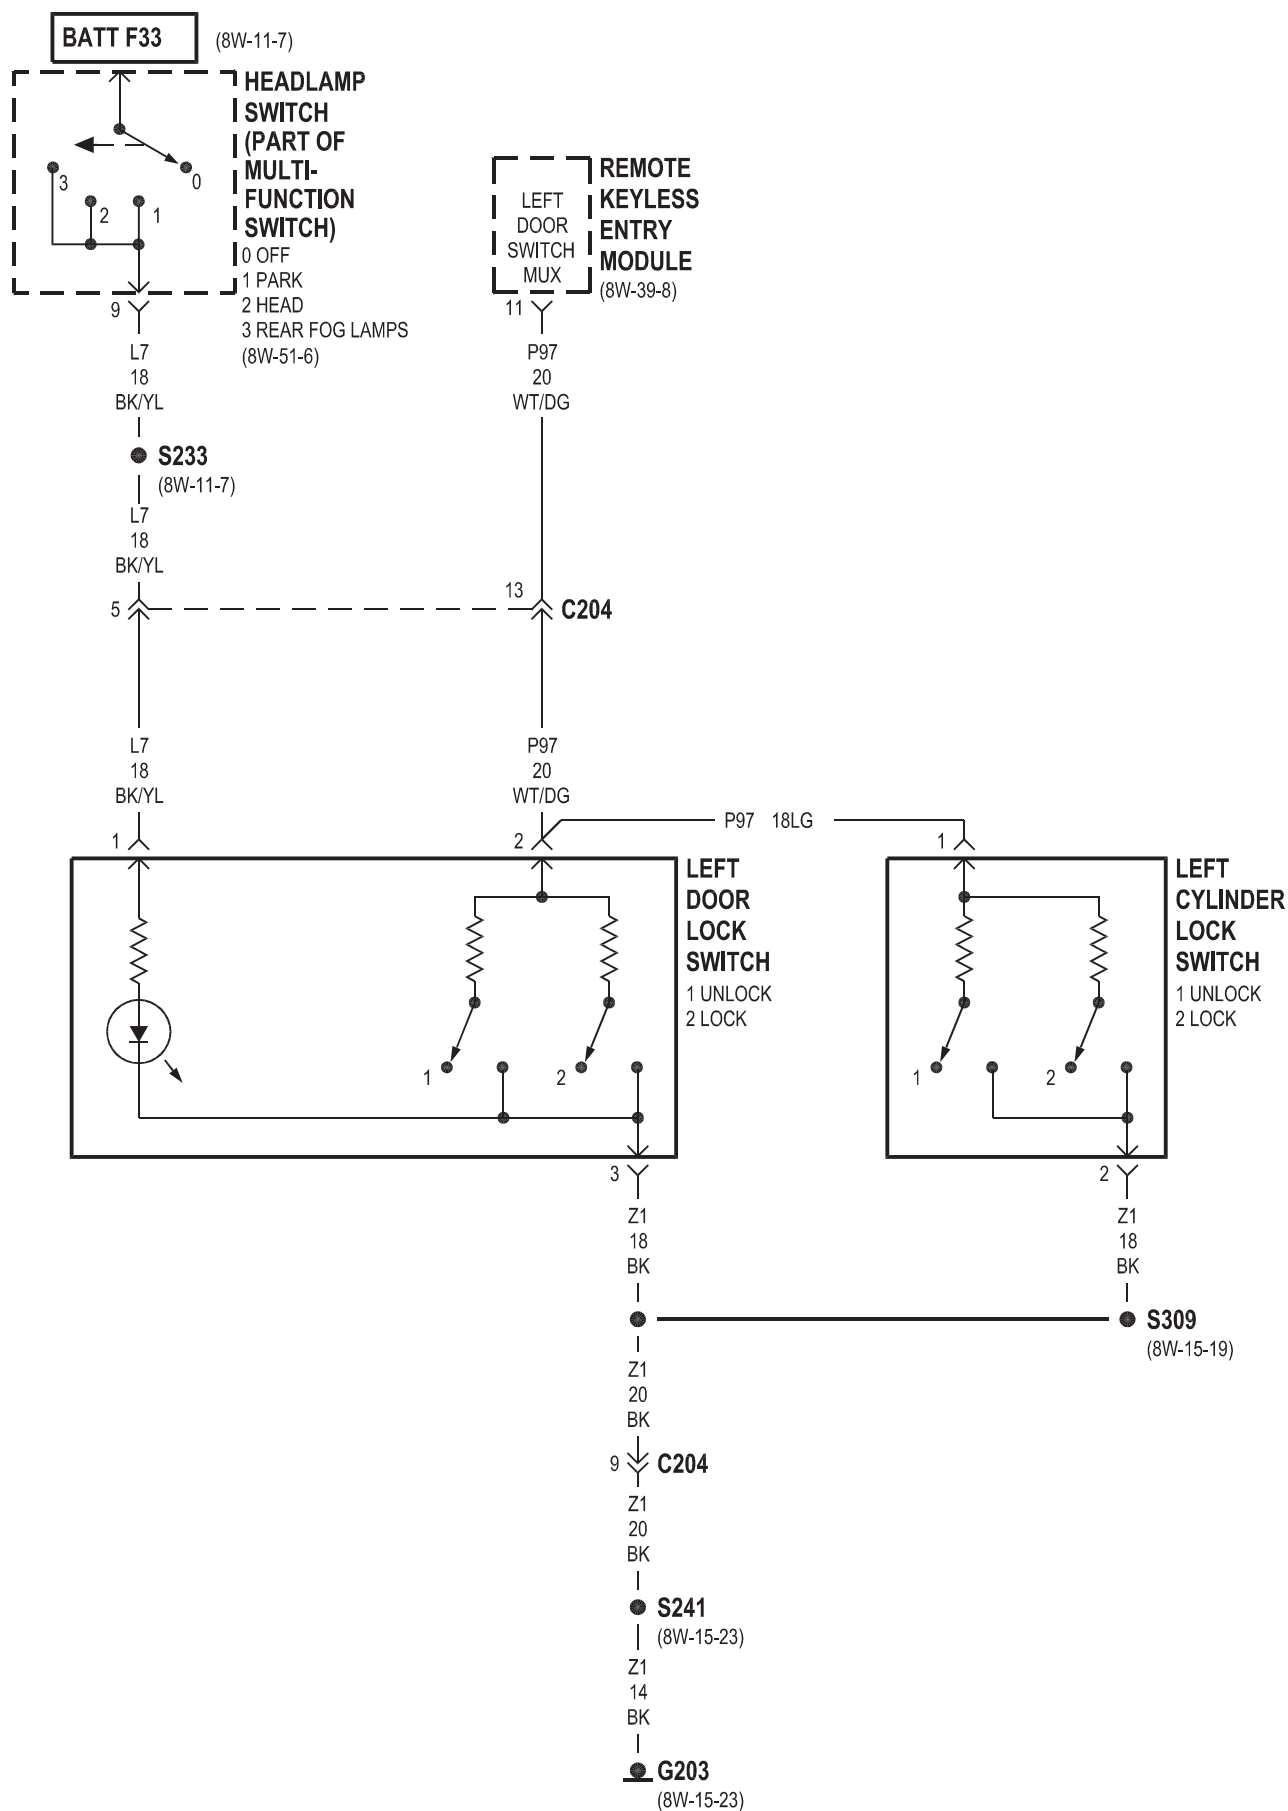 BATT F33
(8W-11-7)
HEADLAMP
SWITCH
(PART OF
MULTI-
FUNCTION
SWITCH)
0 OFF
1 PARK
2 HEAD
3 REAR FOG LAMPS
(8W-51-6)
3
2
1
0
9
L7
18
BK/YL
S233
(8W-11-7)
L7
18
BK/YL
5
LEFT
DOOR
SWITCH
MUX
REMOTE
KEYLESS
ENTRY
MODULE
(8W-39-8)
11
P97
20
WT/DG
13
C204
L7
18
BK/YL
1
P97
20
WT/DG
2
P97 18LG
1
LEFT
DOOR
LOCK
SWITCH
1 UNLOCK
2 LOCK
1
2
LEFT
CYLINDER
LOCK
SWITCH
1 UNLOCK
2 LOCK
1
2
3
Z1
18
BK
2
Z1
18
BK
S309
(8W-15-19)
Z1
20
BK
9
C204
Z1
20
BK
S241
(8W-15-23)
Z1
14
BK
G203
(8W-15-23)